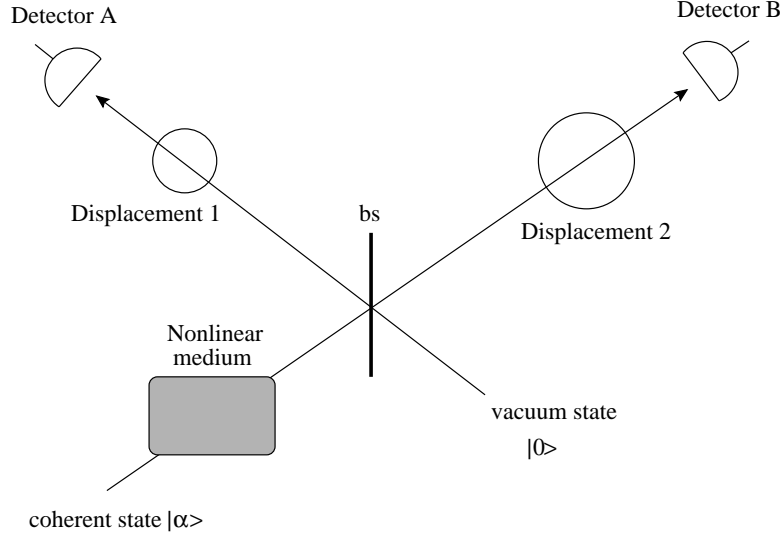 Detector A
Detector B
Displacement 1
bs
Displacement 2
Nonlinear
medium
vacuum state
|0>
coherent state |α>